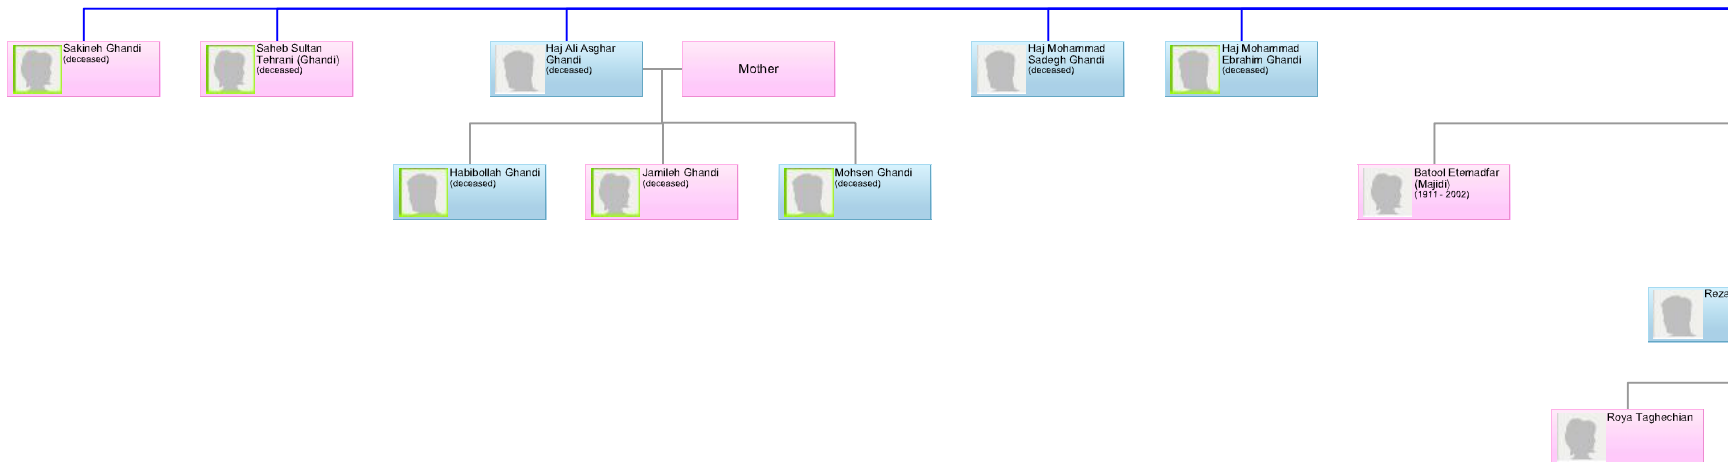 Sakineh Ghandi
(deceased)
Saheb Sultan
Tehrani (Ghandi)
(deceased)
Haj Ali Asghar
Ghandi
(deceased)
Mother
Haj Mohammad
Sadegh Ghandi
(deceased)
Haj Mohammad
Ebrahim Ghandi
(deceased)
Habibollah Ghandi
(deceased)
Jamileh Ghandi
(deceased)
Mohsen Ghandi
(deceased)
Batool Etemadfar
(Majidi)
(1911 - 2002)
Reza
Roya Taghechian